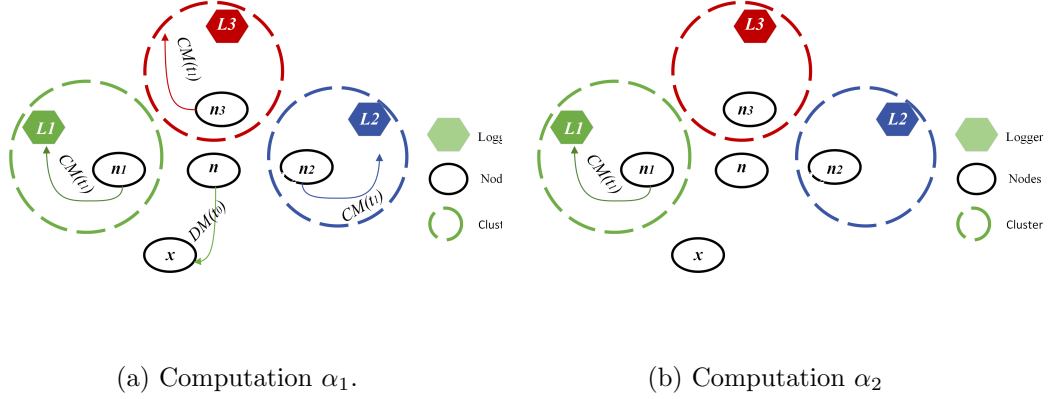 L3
CM(t₁)
n₃
L1
L2
CM(t₁)
n₁
n
n₂
CM(t₁)
DM(t₀)
x
Logg
Nod
Clust
(a) Computation α₁.
L3
n₃
L1
L2
CM(t₁)
n₁
n
n₂
x
Logger
Nodes
Cluster
(b) Computation α₂